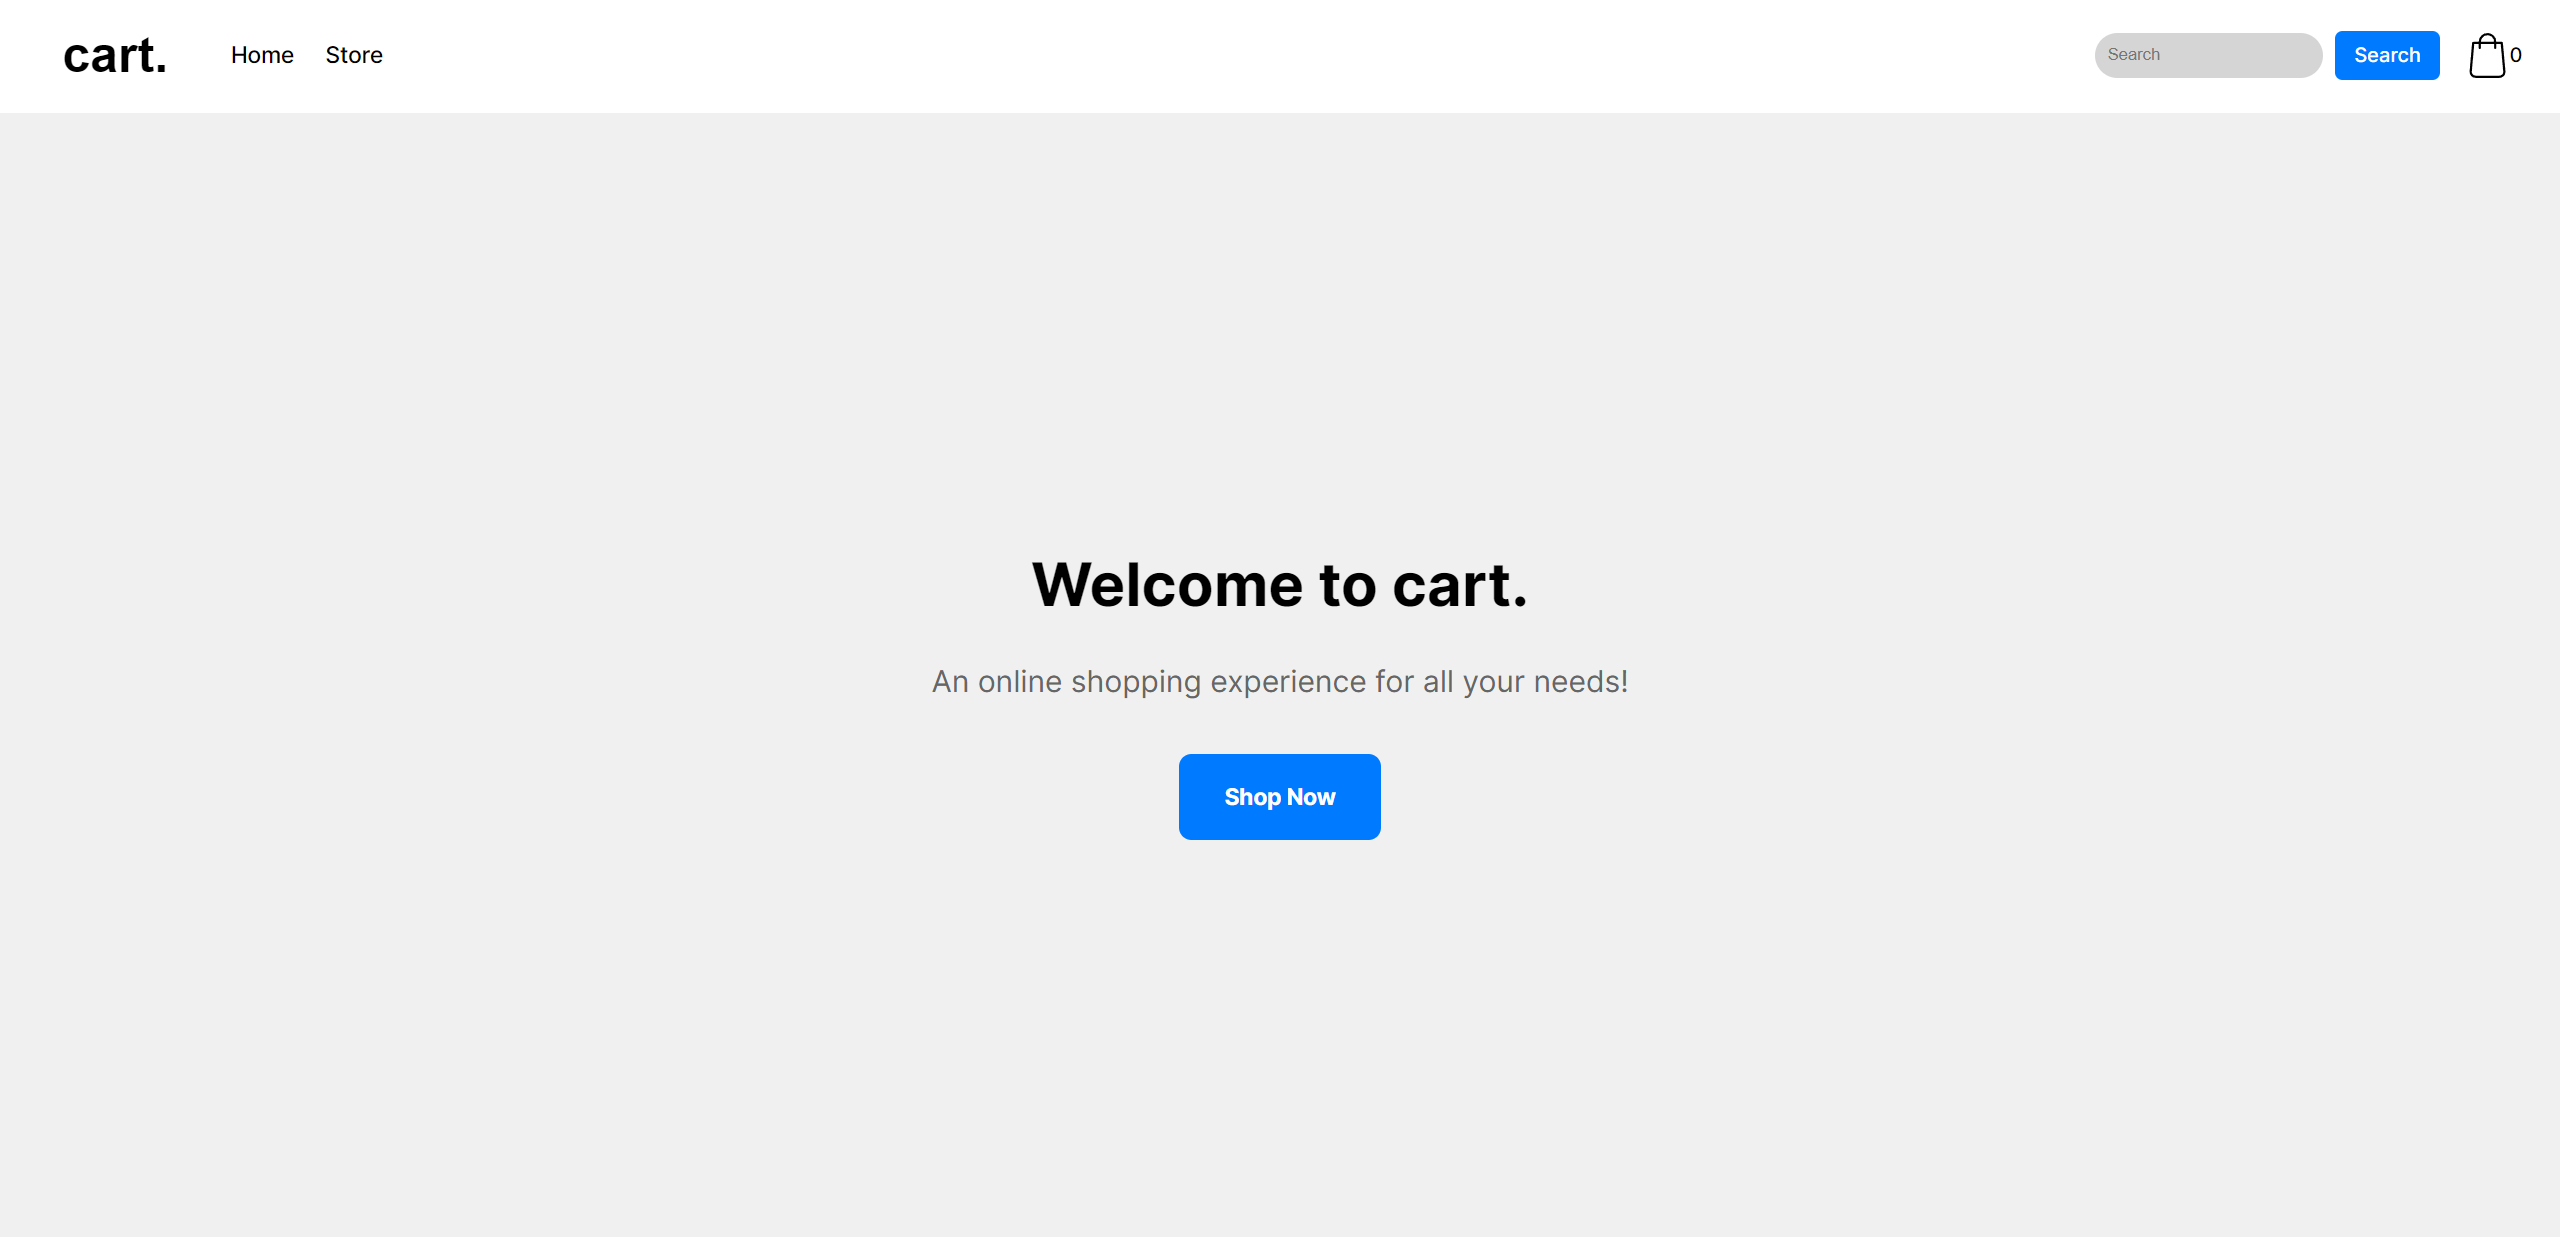 cart. Home Store Search Search 0
Welcome to cart.
An online shopping experience for all your needs!
Shop Now